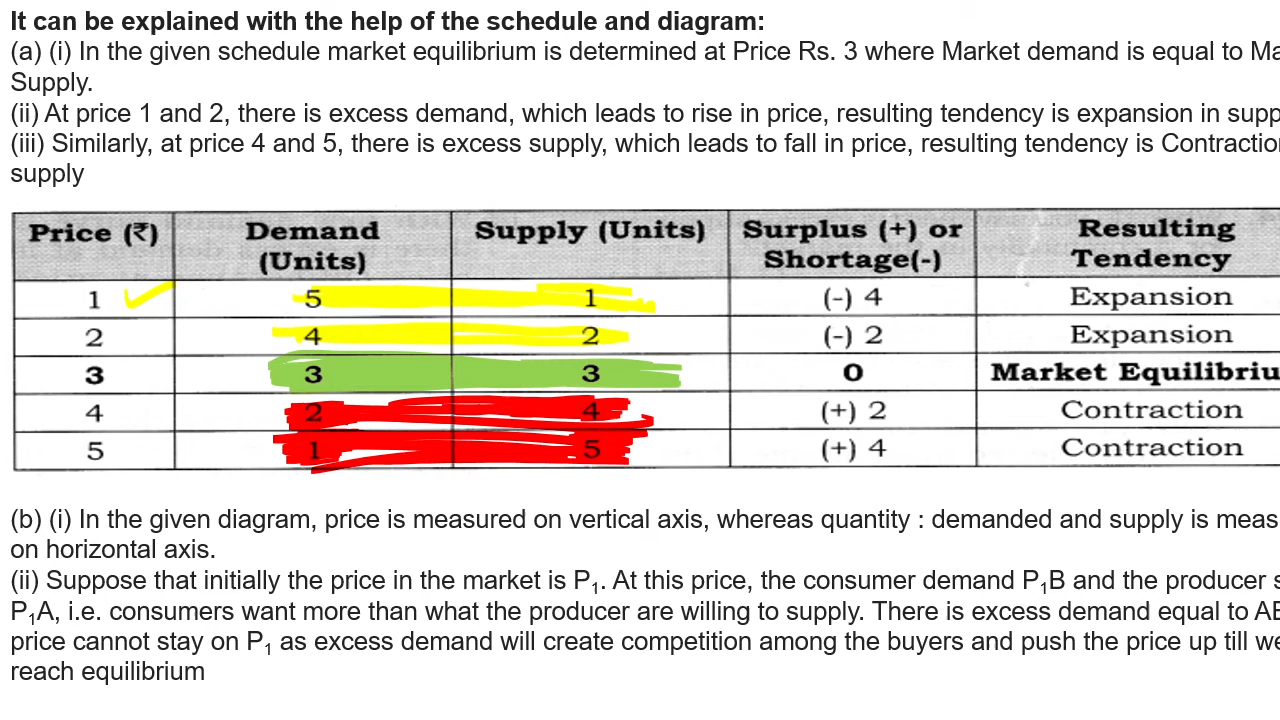 It can be explained with the help of the schedule and diagram:
(a) (i) In the given schedule market equilibrium is determined at Price Rs. 3 where Market demand is equal to
Supply.
(ii) At price 1 and 2, there is excess demand, which leads to rise in price, resulting tendency is expansion in
(iii) Similarly, at price 4 and 5, there is excess supply, which leads to fall in price, resulting tendency is
supply
Price (₹) Demand (Units) Supply (Units) Surplus (+) or Shortage(-) Resulting Tendency
1 5 1 (-) 4 Expansion
2 4 2 (-) 2 Expansion
3 3 3 0 Market
4 2 4 (+) 2 Contraction
5 1 5 (+) 4 Contraction
(b) (i) In the given diagram, price is measured on vertical axis, whereas quantity : demanded and supply is
on horizontal axis.
(ii) Suppose that initially the price in the market is P₁. At this price, the consumer demand P₁B and the producer
P₁A, i.e. consumers want more than what the producer are willing to supply. There is excess demand equal to
price cannot stay on P₁ as excess demand will create competition among the buyers and push the price up till
reach equilibrium